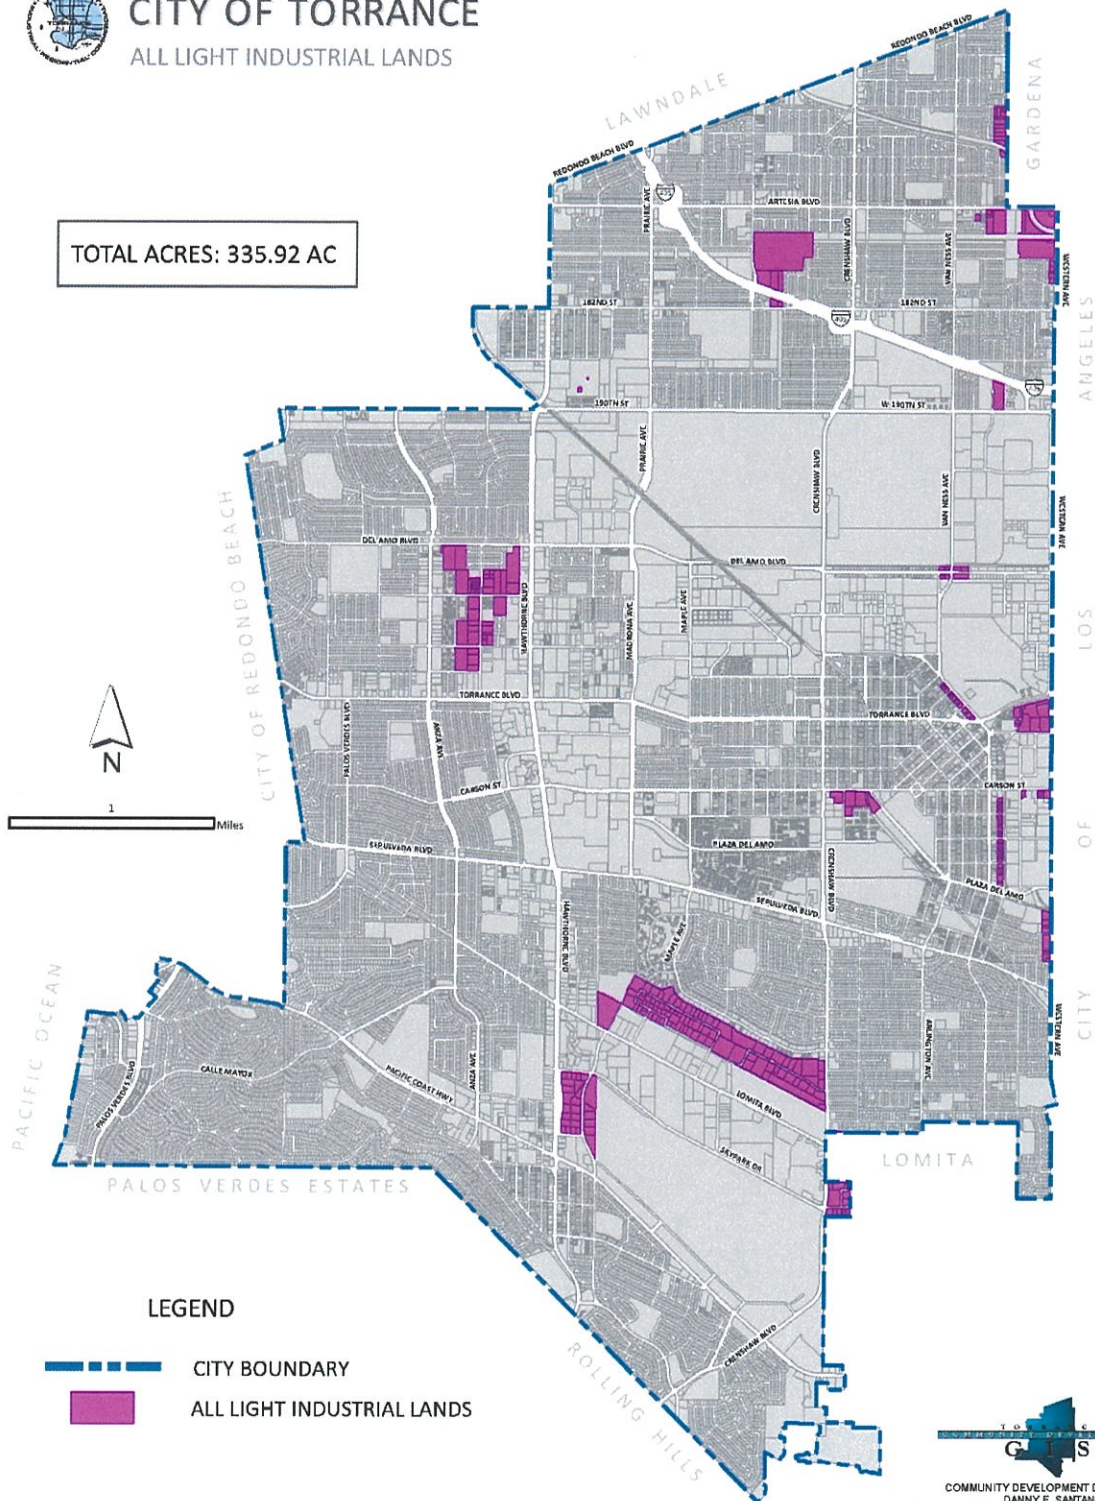 CITY OF TORRANCE
ALL LIGHT INDUSTRIAL LANDS
TOTAL ACRES: 335.92 AC
REDONDO BEACH BLVD
LAWNDALE
GARDENA
REDONDO BEACH BLVD
PRAIRIE AVE
405
ARTESIA BLVD
CRENSHAW BLVD
VAN NESS AVE
WESTERN AVE
182ND ST
182ND ST
405
ANGELES
405
190TH ST
W 190TH ST
PRAIRIE AVE
CRENSHAW BLVD
VAN NESS AVE
WESTERN AVE
CITY OF REDONDO BEACH
DEL AMO BLVD
DEL AMO BLVD
HAWTHORNE BLVD
MADRONA AVE
MAPLE AVE
LOS
TORRANCE BLVD
TORRANCE BLVD
PALOS VERDES BLVD
ANZA AVE
CARSON ST
CARSON ST
N
1
Miles
SEPULVEDA BLVD
PLAZA DEL AMO
CRENSHAW BLVD
PLAZA DEL AMO
OF
SEPULVEDA BLVD
HAWTHORNE BLVD
MAPLE AVE
PACIFIC OCEAN
CITY
WESTERN AVE
ARLINGTON AVE
CALLE MAYOR
PALOS VERDES BLVD
ANZA AVE
PACIFIC COAST HWY
LOMITA BLVD
SKYPARK DR
LOMITA
PALOS VERDES ESTATES
LEGEND
CITY BOUNDARY
ALL LIGHT INDUSTRIAL LANDS
CRENSHAW BLVD
ROLLING HILLS
GIS
COMMUNITY DEVELOPMENT D
DANNY E. SANTAN